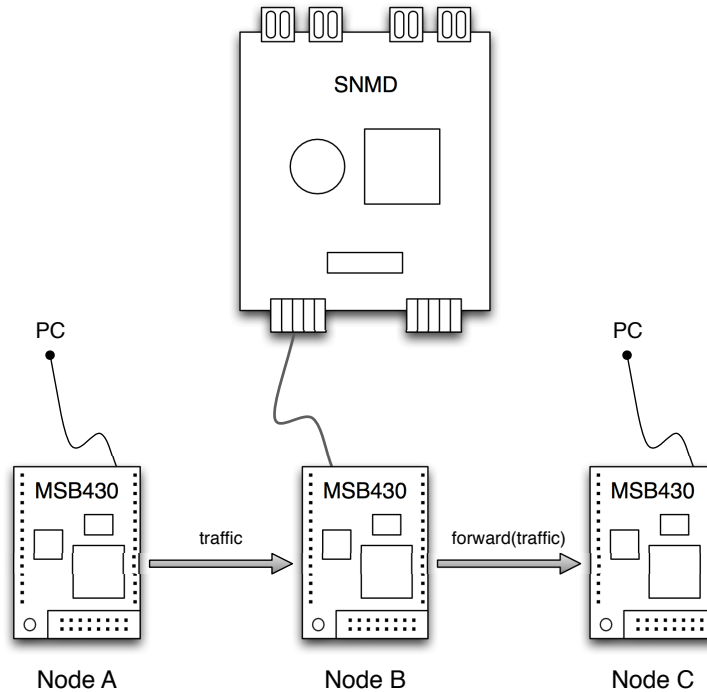 SNMD
PC
PC
MSB430
MSB430
MSB430
traffic
forward(traffic)
Node A
Node B
Node C